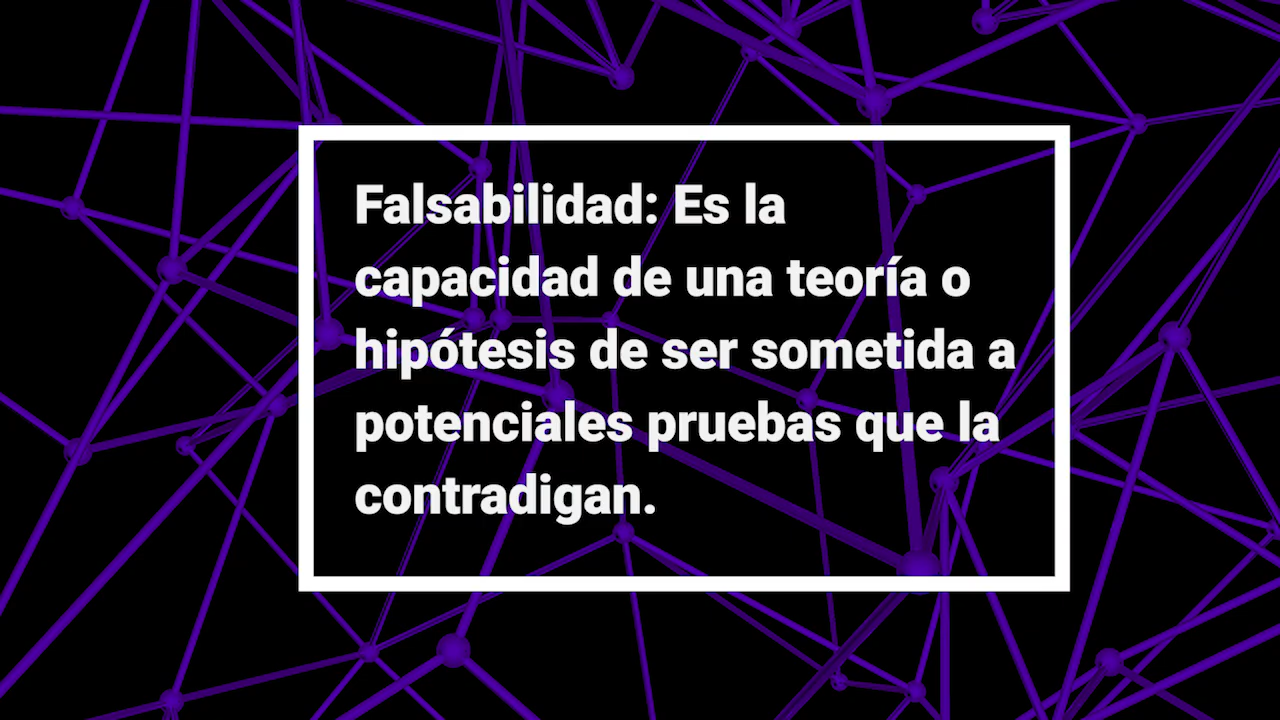 Falsabilidad: Es la
capacidad de una teoría o
hipótesis de ser sometida a
potenciales pruebas que la
contradigan.